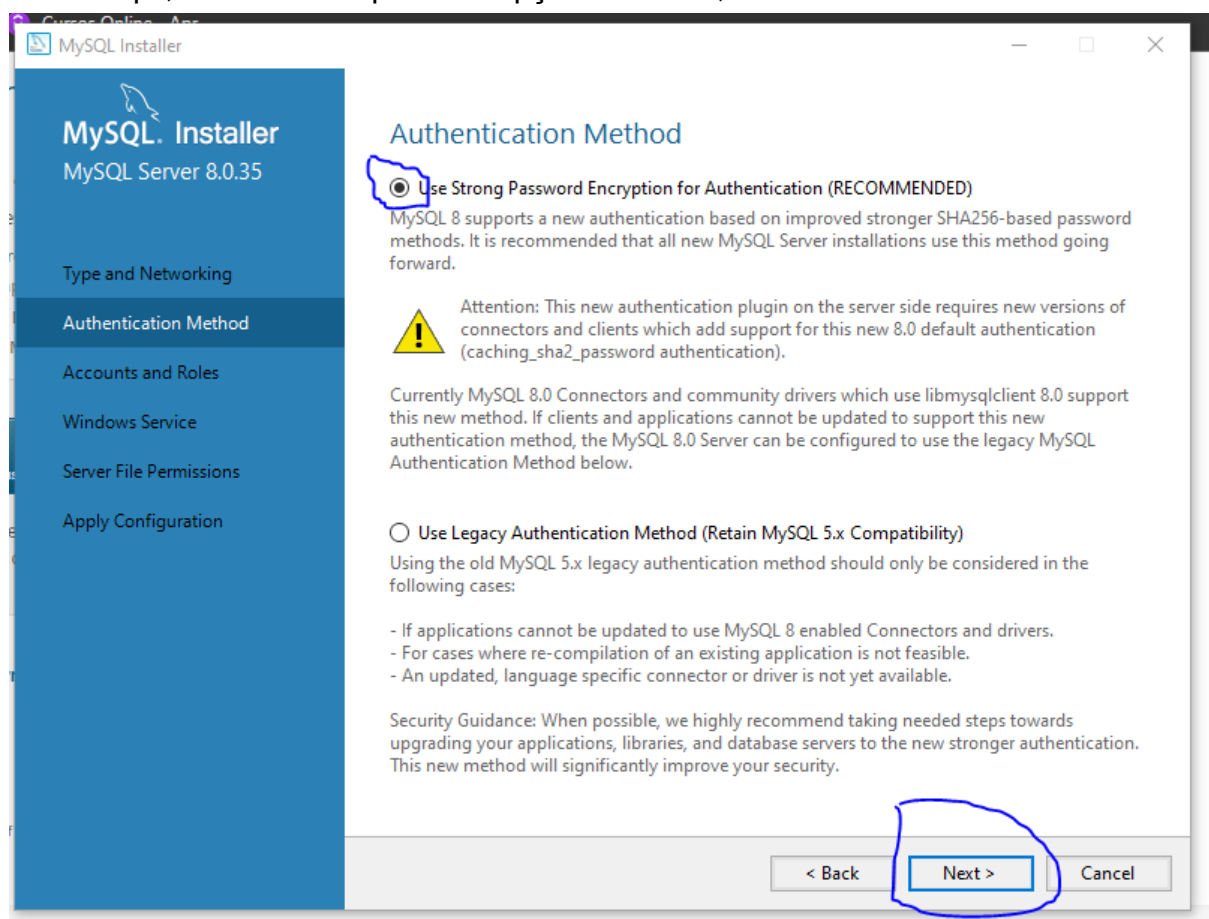 Cursos Online - Apr
MySQL Installer
MySQL. Installer
MySQL Server 8.0.35
Type and Networking
Authentication Method
Accounts and Roles
Windows Service
Server File Permissions
Apply Configuration
Authentication Method
Use Strong Password Encryption for Authentication (RECOMMENDED)
MySQL 8 supports a new authentication based on improved stronger SHA256-based password
methods. It is recommended that all new MySQL Server installations use this method going
forward.
Attention: This new authentication plugin on the server side requires new versions of
connectors and clients which add support for this new 8.0 default authentication
(caching_sha2_password authentication).
Currently MySQL 8.0 Connectors and community drivers which use libmysqlclient 8.0 support
this new method. If clients and applications cannot be updated to support this new
authentication method, the MySQL 8.0 Server can be configured to use the legacy MySQL
Authentication Method below.
Use Legacy Authentication Method (Retain MySQL 5.x Compatibility)
Using the old MySQL 5.x legacy authentication method should only be considered in the
following cases:
- If applications cannot be updated to use MySQL 8 enabled Connectors and drivers.
- For cases where re-compilation of an existing application is not feasible.
- An updated, language specific connector or driver is not yet available.
Security Guidance: When possible, we highly recommend taking needed steps towards
upgrading your applications, libraries, and database servers to the new stronger authentication.
This new method will significantly improve your security.
< Back
Next >
Cancel